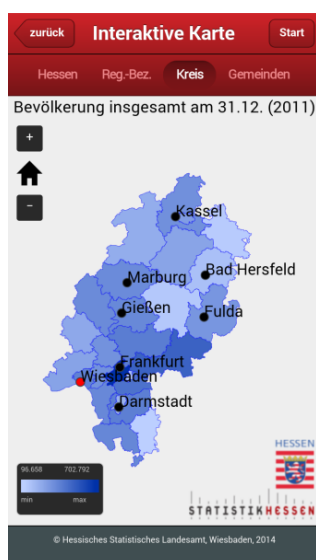 zurück Interaktive Karte Start
Hessen Reg.-Bez. Kreis Gemeinden
Bevölkerung insgesamt am 31.12. (2011)
+
-
Kassel
Bad Hersfeld
Marburg
Gießen
Fulda
Frankfurt
Wiesbaden
Darmstadt
HESSEN
96.658 702.792
min max
STATISTIKHESSEN
© Hessisches Statistisches Landesamt, Wiesbaden, 2014